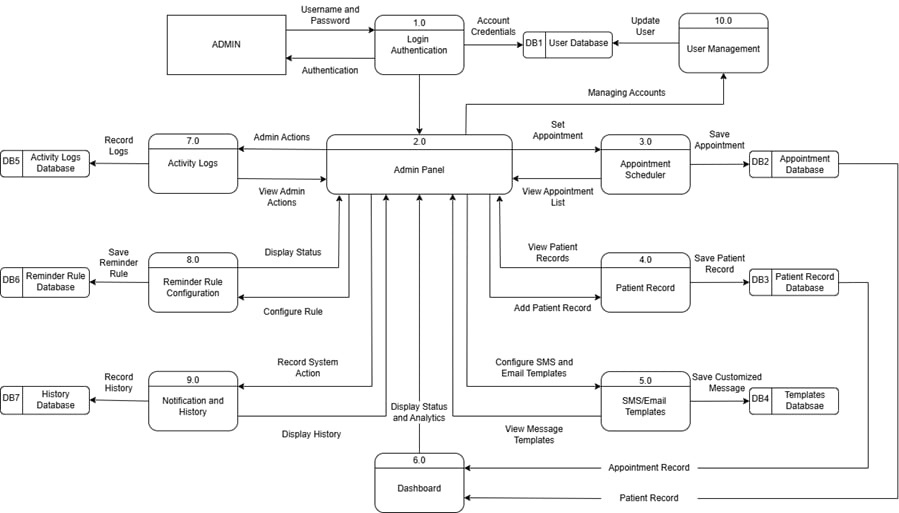 Username and
Password
ADMIN
Authentication
1.0
Login
Authentication
Account
Credentials
DB1
User Database
Update
User
10.0
User Management
Managing Accounts
Record
Logs
DB5
Activity Logs
Database
7.0
Activity Logs
Admin Actions
View Admin
Actions
2.0
Admin Panel
Set
Appointment
View Appointment
List
3.0
Appointment
Scheduler
Save
Appointment
DB2
Appointment
Database
Save
Reminder
Rule
DB6
Reminder Rule
Database
8.0
Reminder Rule
Configuration
Display Status
Configure Rule
View Patient
Records
Add Patient Record
4.0
Patient Record
Save Patient
Record
DB3
Patient Record
Database
Record
History
DB7
History
Database
9.0
Notification and
History
Record System
Action
Display History
Display Status
and Analytics
Configure SMS and
Email Templates
View Message
Templates
5.0
SMS/Email
Templates
Save Customized
Message
DB4
Templates
Databsae
6.0
Dashboard
Appointment Record
Patient Record